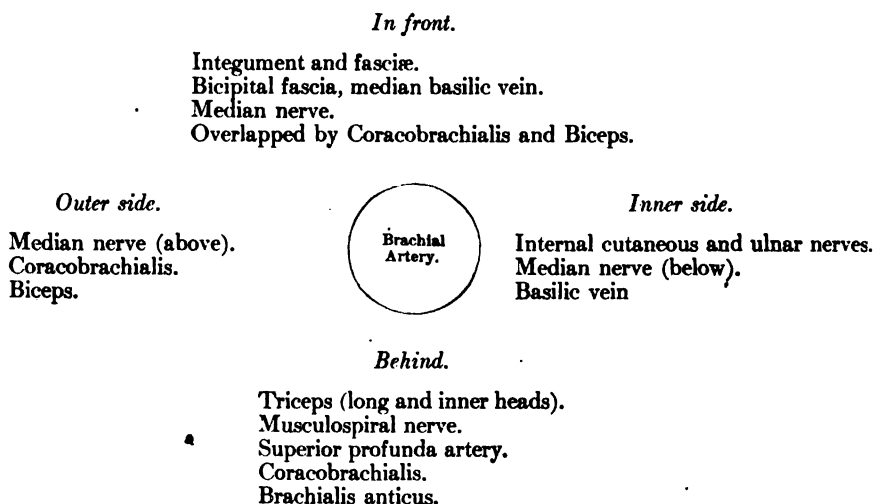 In front.
Integument and fasciæ.
Bicipital fascia, median basilic vein.
Median nerve.
Overlapped by Coracobrachialis and Biceps.
Outer side.
Median nerve (above).
Coracobrachialis.
Biceps.
Brachial
Artery.
Inner side.
Internal cutaneous and ulnar nerves.
Median nerve (below).
Basilic vein
Behind.
Triceps (long and inner heads).
Musculospiral nerve.
Superior profunda artery.
Coracobrachialis.
Brachialis anticus.